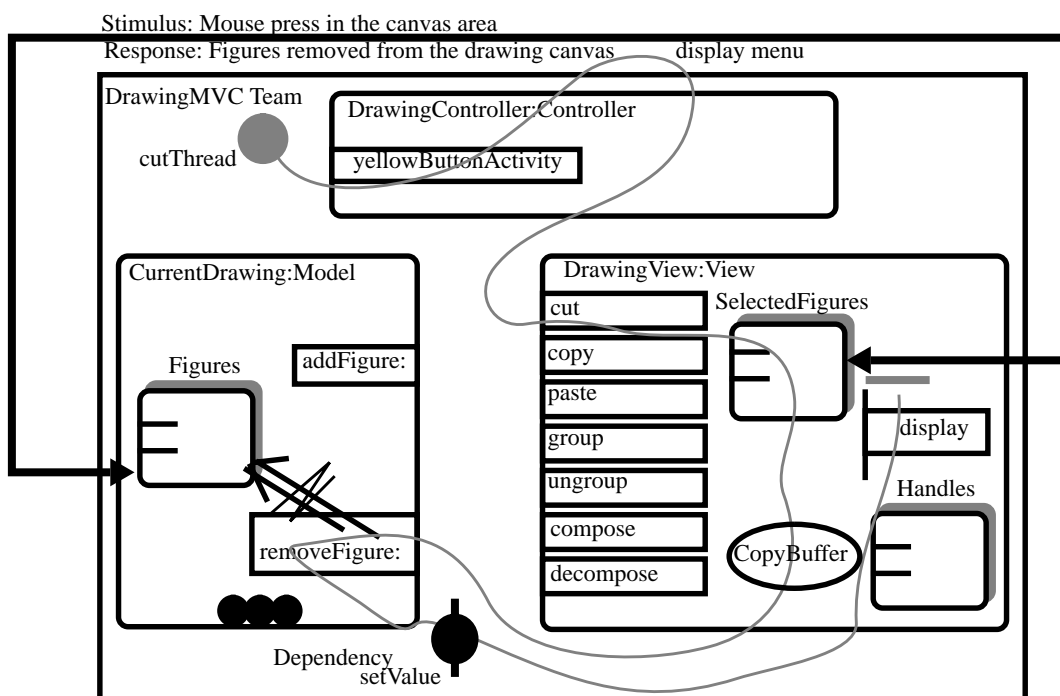 Stimulus: Mouse press in the canvas area
Response: Figures removed from the drawing canvas display menu
DrawingMVC Team
DrawingController:Controller
cutThread
yellowButtonActivity
CurrentDrawing:Model
DrawingView:View
SelectedFigures
cut
Figures
addFigure:
copy
paste
display
group
ungroup
Handles
compose
removeFigure:
CopyBuffer
decompose
Dependency
setValue